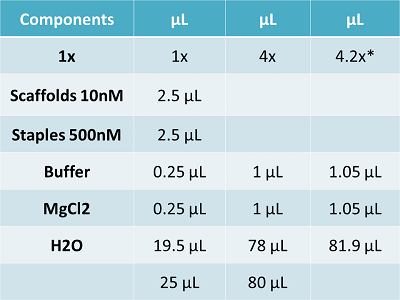 Components µL µL µL
1x 1x 4x 4.2x*
Scaffolds 10nM 2.5 µL
Staples 500nM 2.5 µL
Buffer 0.25 µL 1 µL 1.05 µL
MgCl2 0.25 µL 1 µL 1.05 µL
H2O 19.5 µL 78 µL 81.9 µL
25 µL 80 µL